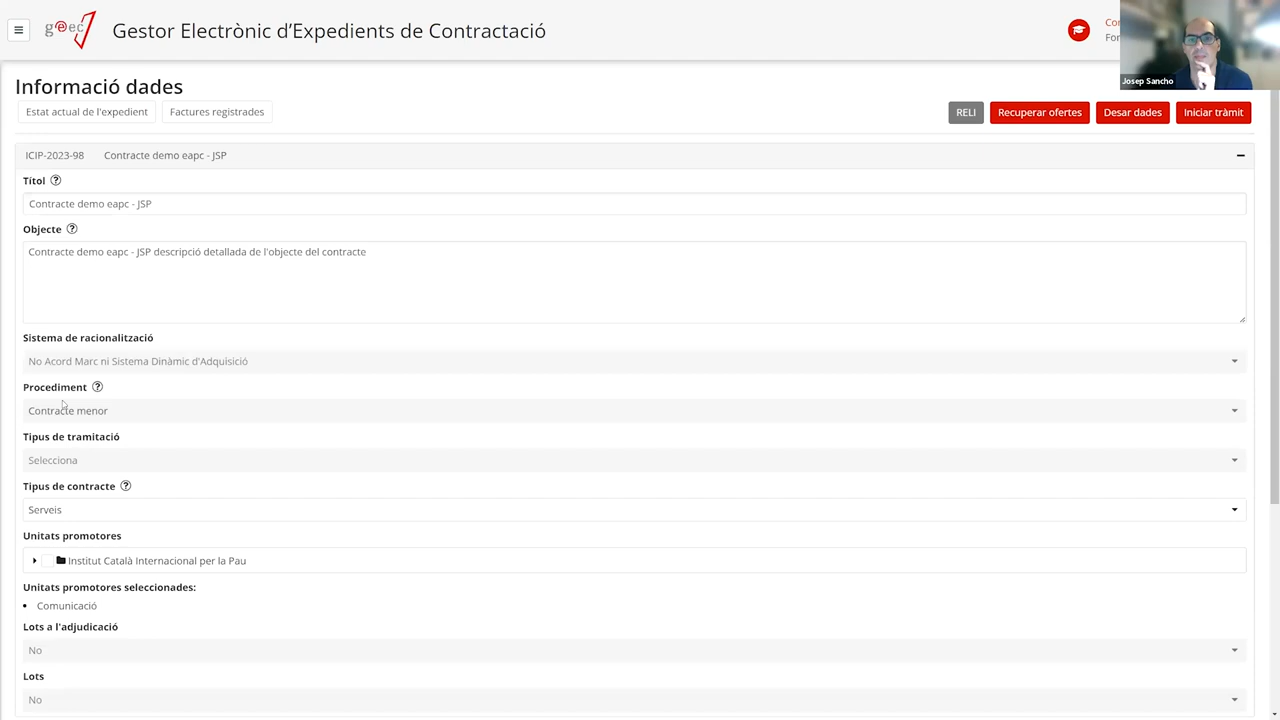 geec
Gestor Electrònic d'Expedients de Contractació
Josep Sancho
Informació dades
Estat actual de l'expedient
Factures registrades
RELI
Recuperar ofertes
Desar dades
Iniciar tràmit
ICIP-2023-98 Contracte demo eapc - JSP
Títol
Contracte demo eapc - JSP
Objecte
Contracte demo eapc - JSP descripció detallada de l'objecte del contracte
Sistema de racionalització
No Acord Marc ni Sistema Dinàmic d'Adquisició
Procediment
Contracte menor
Tipus de tramitació
Selecciona
Tipus de contracte
Serveis
Unitats promotores
Institut Català Internacional per la Pau
Unitats promotores seleccionades:
Comunicació
Lots a l'adjudicació
No
Lots
No